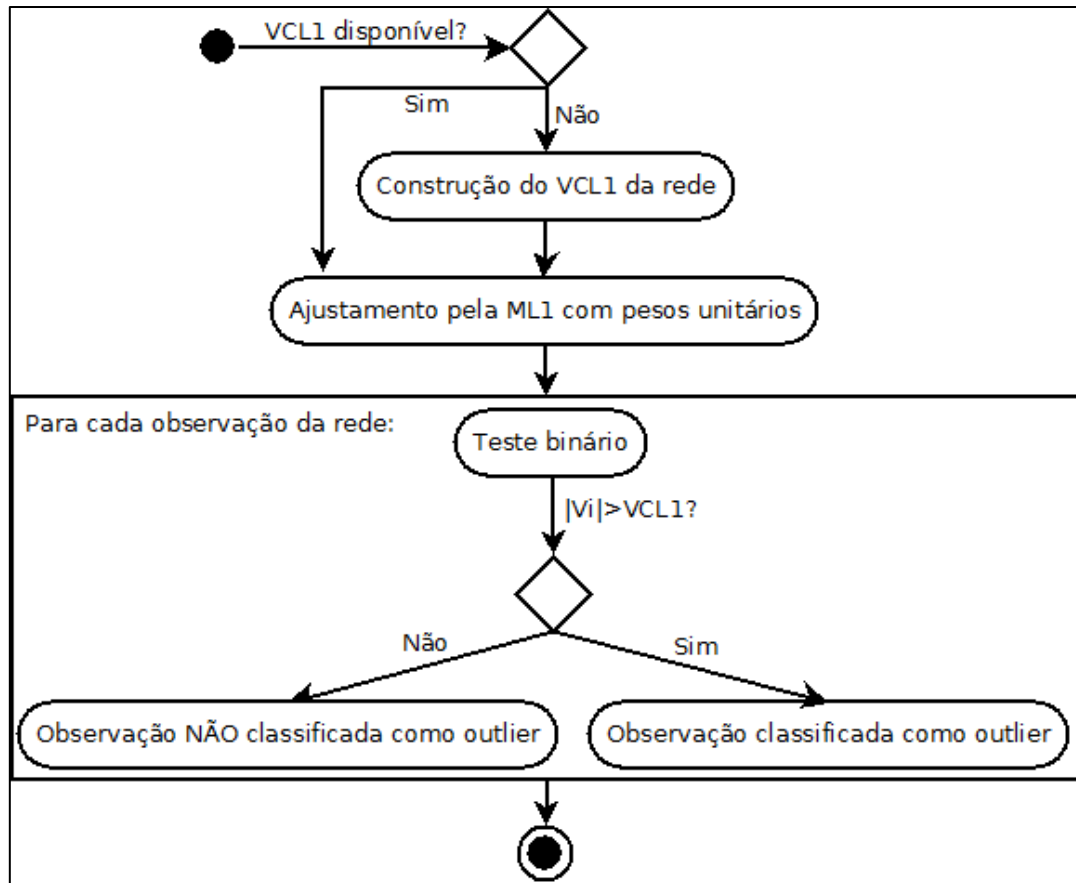 VCL1 disponível?
Sim
Não
Construção do VCL1 da rede
Ajustamento pela ML1 com pesos unitários
Para cada observação da rede:
Teste binário
|Vi|>VCL1?
Não
Sim
Observação NÃO classificada como outlier
Observação classificada como outlier